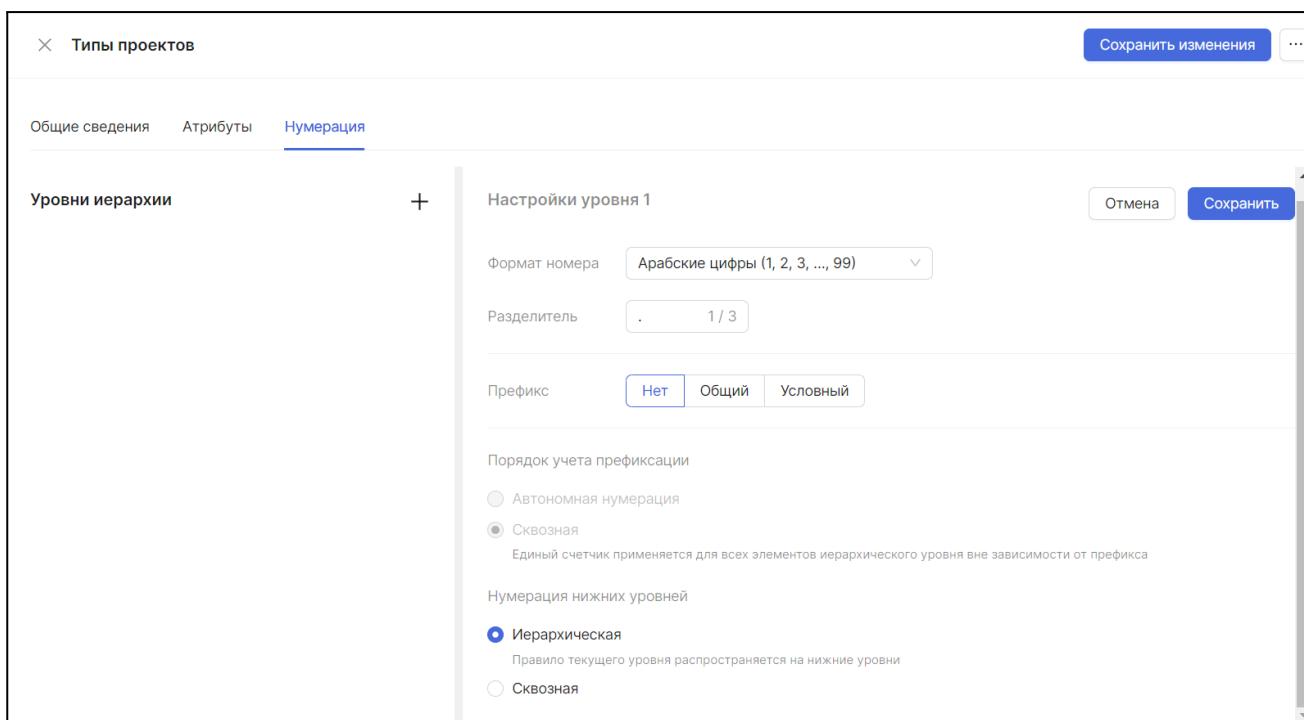 Типы проектов
Сохранить изменения
...
Общие сведения
Атрибуты
Нумерация
Уровни иерархии
Настройки уровня 1
Отмена
Сохранить
Формат номера
Арабские цифры (1, 2, 3, ..., 99)
Разделитель
. 1 / 3
Префикс
Нет
Общий
Условный
Порядок учета префиксации
Автономная нумерация
Сквозная
Единый счетчик применяется для всех элементов иерархического уровня вне зависимости от префикса
Нумерация нижних уровней
Иерархическая
Правило текущего уровня распространяется на нижние уровни
Сквозная